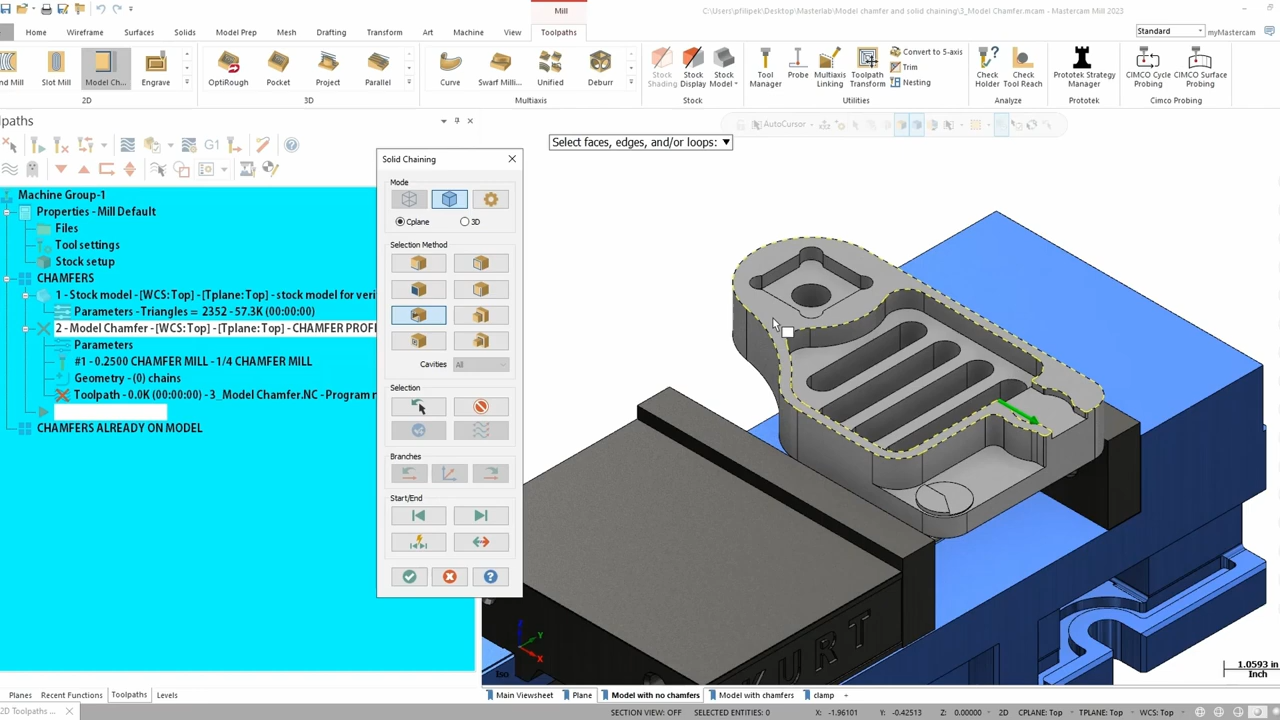 Mill
C:\Users\pfilipek\Desktop\Masterlab\Model chamfer and solid chaining\3_Model Chamfer.mcam - Mastercam Mill 2023
Home Wireframe Surfaces Solids Model Prep Mesh Drafting Transform Art Machine View Toolpaths
Standard myMastercam
Convert to 5-axis
Trim
Nesting
nd Mill Slot Mill Model Ch... Engrave OptiRough Pocket Project Parallel Curve Swarf Milli... Unified Deburr
Stock Shading Stock Display Stock Model Tool Manager Probe Multiaxis Linking Toolpath Transform Check Holder Check Tool Reach Prototek Strategy Manager CIMCO Cycle Probing CIMCO Surface Probing
2D 3D Multiaxis Stock Utilities Analyze Prototek Cimco Probing
lpaths
AutoCursor
G1
Select faces, edges, and/or loops:
Solid Chaining
Mode
Cplane 3D
Selection Method
Cavities All
Selection
Branches
Start/End
Machine Group-1
Properties - Mill Default
Files
Tool settings
Stock setup
CHAMFERS
1 - Stock model - [WCS: Top] - [Tplane: Top] - stock model for veri
Parameters - Triangles = 2352 - 57.3K (00:00:00)
2 - Model Chamfer - [WCS: Top] - [Tplane: Top] - CHAMFER PROFI
Parameters
#1 - 0.2500 CHAMFER MILL - 1/4 CHAMFER MILL
Geometry - (0) chains
Toolpath - 0.0K (00:00:00) - 3_Model Chamfer.NC - Program n
CHAMFERS ALREADY ON MODEL
KURT
Z
Y
X
Iso
1.0593 in
Inch
Planes Recent Functions Toolpaths Levels
Main Viewsheet Plane Model with no chamfers Model with chamfers clamp +
2D Toolpaths ...
SECTION VIEW: OFF SELECTED ENTITIES: 0 X: -1.96101 Y: -0.42513 Z: 0.00000 2D CPLANE: Top TPLANE: Top WCS: Top